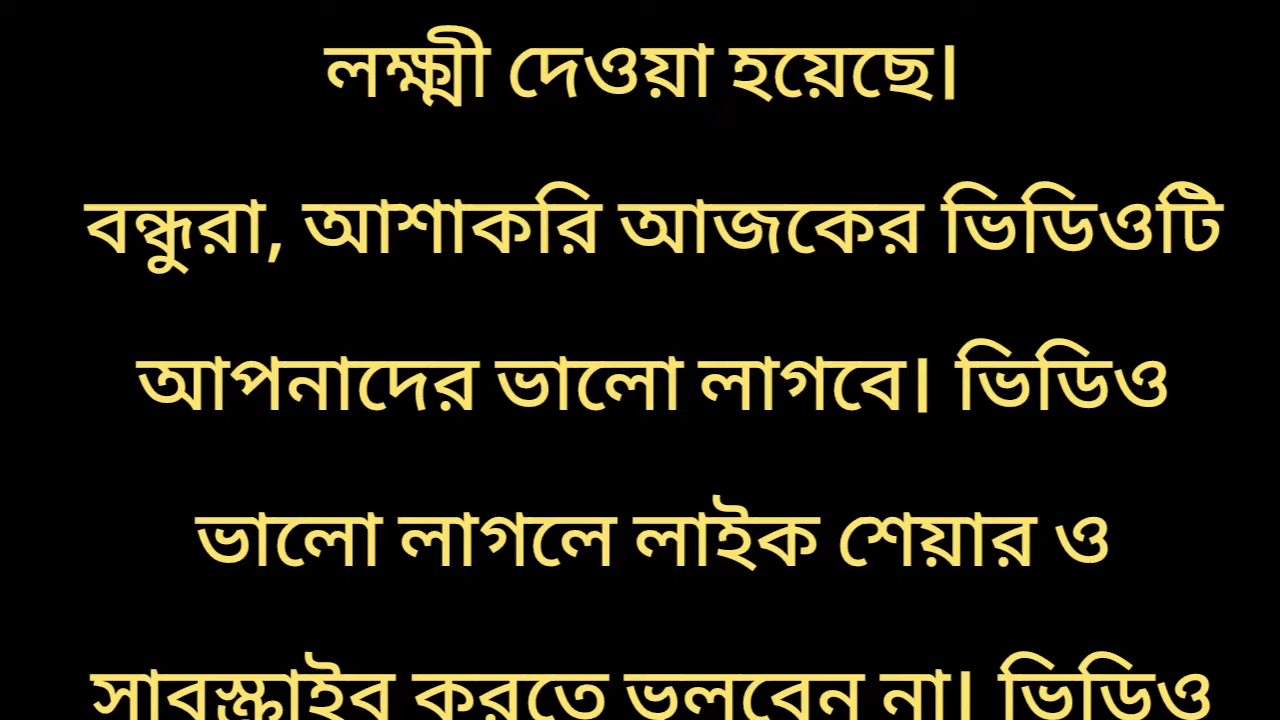 লক্ষ্মী দেওয়া হয়েছে।
বন্ধুরা, আশাকরি আজকের ভিডিওটি
আপনাদের ভালো লাগবে। ভিডিও
ভালো লাগলে লাইক শেয়ার ও
সাবস্ক্রাইব করতে ভুলবেন না। ভিডিও